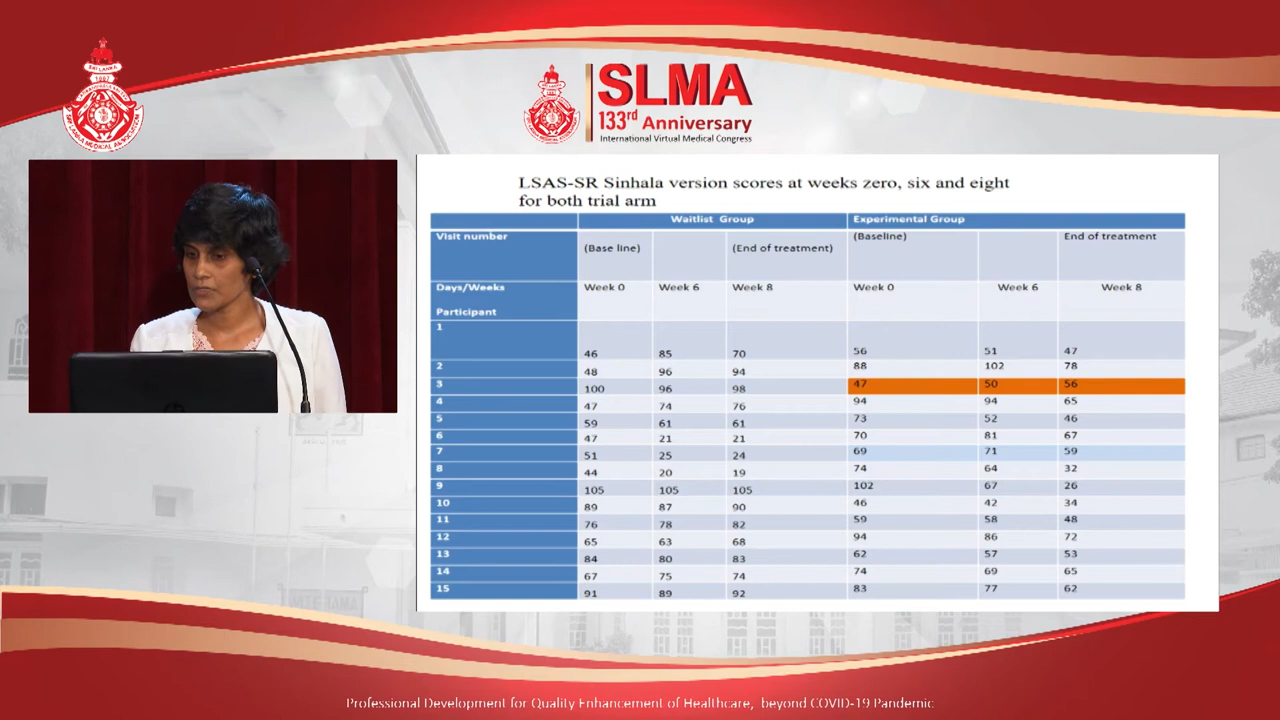 SRI LANKA
1887
SRI LANKA MEDICAL ASSOCIATION
SLMA
133rd Anniversary
International Virtual Medical Congress
LSAS-SR Sinhala version scores at weeks zero, six and eight
for both trial arm
Waitlist Group Experimental Group
Visit number (Base line) (End of treatment) (Baseline) End of treatment
Days/Weeks Week 0 Week 6 Week 8 Week 0 Week 6 Week 8
Participant
1 46 85 70 56 51 47
2 48 96 94 88 102 78
3 100 96 98 47 50 56
4 47 74 76 94 94 65
5 59 61 61 73 52 46
6 47 21 21 70 81 67
7 51 25 24 69 71 59
8 44 20 19 74 64 32
9 105 105 105 102 67 26
10 89 87 90 46 42 34
11 76 78 82 59 58 48
12 65 63 68 94 86 72
13 84 80 83 62 57 53
14 67 75 74 74 69 65
15 91 89 92 83 77 62
Professional Development for Quality Enhancement of Healthcare, beyond COVID-19 Pandemic